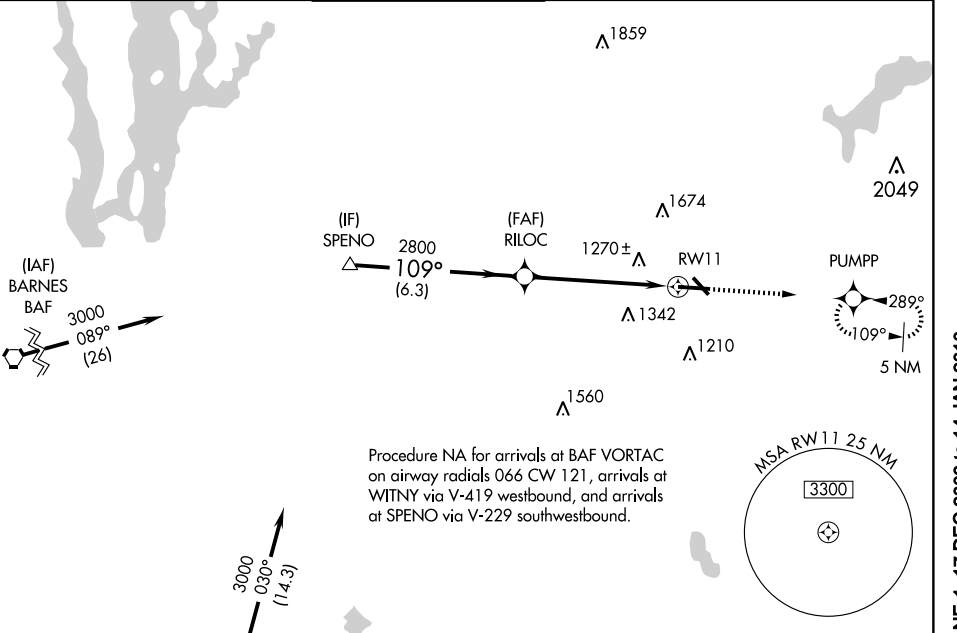 1859
2049
1674
(IF)
SPENO
2800
109°
(6.3)
(FAF)
RILOC
1270±
RW11
PUMPP
289°
109°
5 NM
(IAF)
BARNES
BAF
3000
089°
(26)
1342
1210
1560
Procedure NA for arrivals at BAF VORTAC
on airway radials 066 CW 121, arrivals at
WITNY via V-419 westbound, and arrivals
at SPENO via V-229 southwestbound.
MSA RW11 25 NM
3300
3000
030°
(14.3)